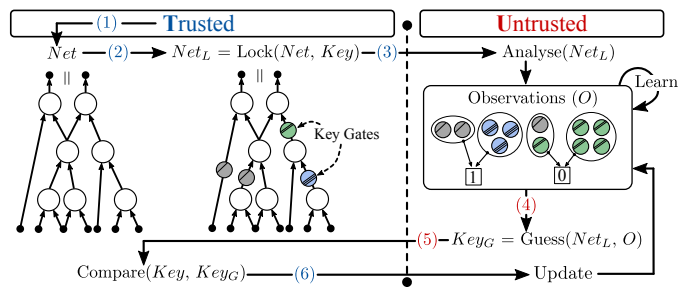 (1) Trusted
Untrusted
Net (2) Net_L = Lock(Net, Key) (3) Analyse(Net_L)
=
=
Learn
Observations (O)
Key Gates
1
0
(4)
(5) Key_G = Guess(Net_L, O)
Compare(Key, Key_G) (6) Update